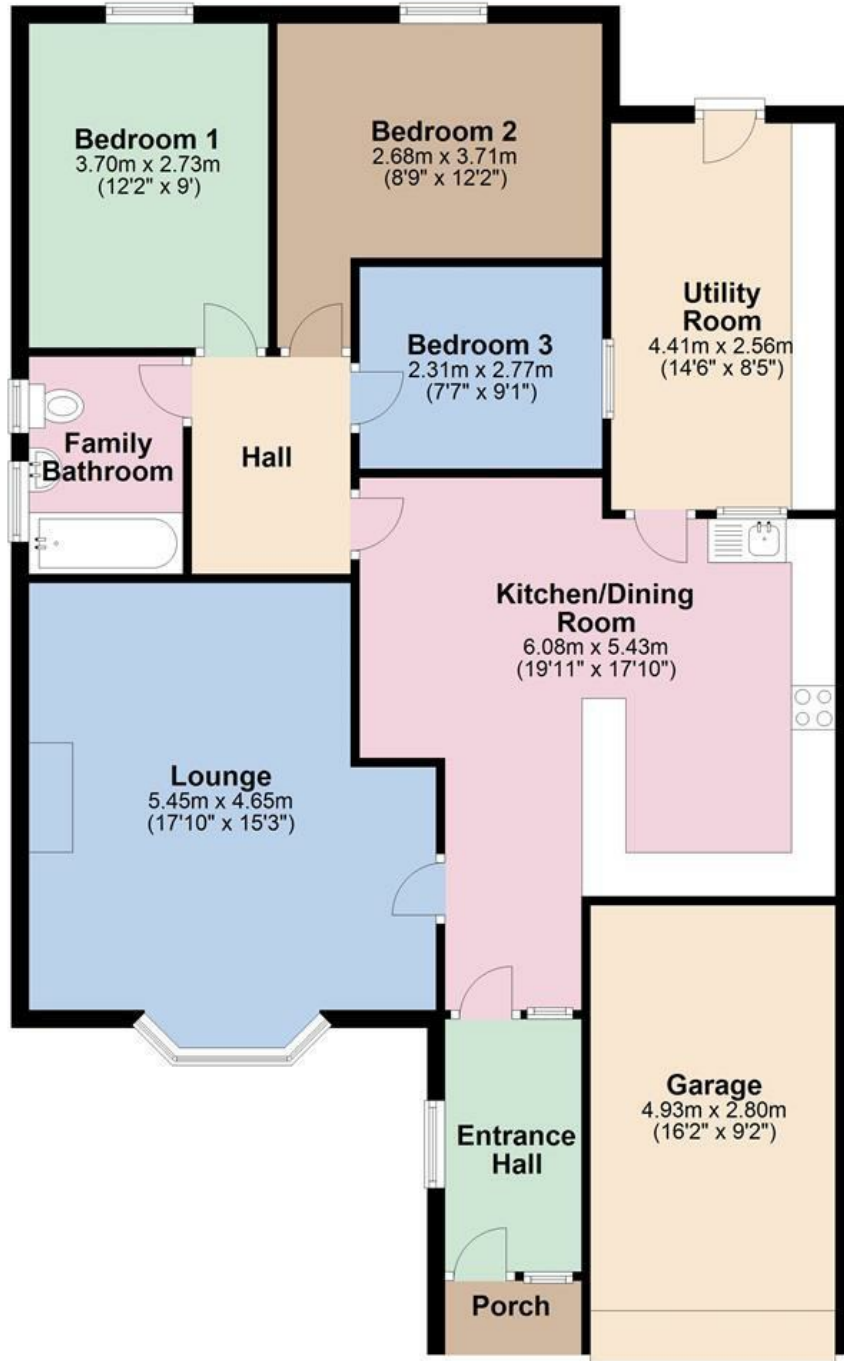 Bedroom 1
3.70m x 2.73m
(12'2" x 9')
Bedroom 2
2.68m x 3.71m
(8'9" x 12'2")
Utility
Room
4.41m x 2.56m
(14'6" x 8'5")
Bedroom 3
2.31m x 2.77m
(7'7" x 9'1")
Family
Bathroom
Hall
Kitchen/Dining
Room
6.08m x 5.43m
(19'11" x 17'10")
Lounge
5.45m x 4.65m
(17'10" x 15'3")
Garage
4.93m x 2.80m
(16'2" x 9'2")
Entrance
Hall
Porch